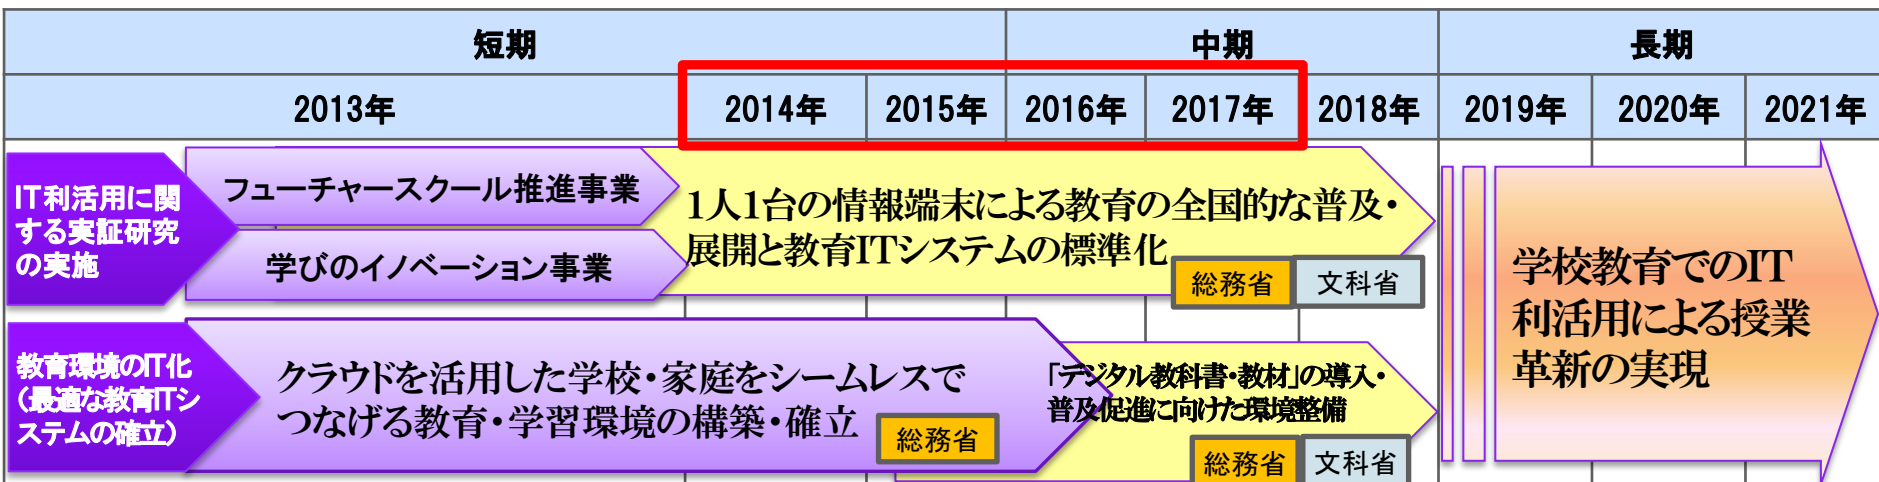 短期
中期
長期
2013年
2014年
2015年
2016年
2017年
2018年
2019年
2020年
2021年
IT利活用に関
する実証研究
の実施
フューチャースクール推進事業
学びのイノベーション事業
1人1台の情報端末による教育の全国的な普及・
展開と教育ITシステムの標準化
総務省
文科省
教育環境のIT化
（最適な教育ITシ
ステムの確立）
クラウドを活用した学校・家庭をシームレスで
つなげる教育・学習環境の構築・確立
総務省
「デジタル教科書・教材」の導入・
普及促進に向けた環境整備
総務省
文科省
学校教育でのIT
利活用による授業
革新の実現